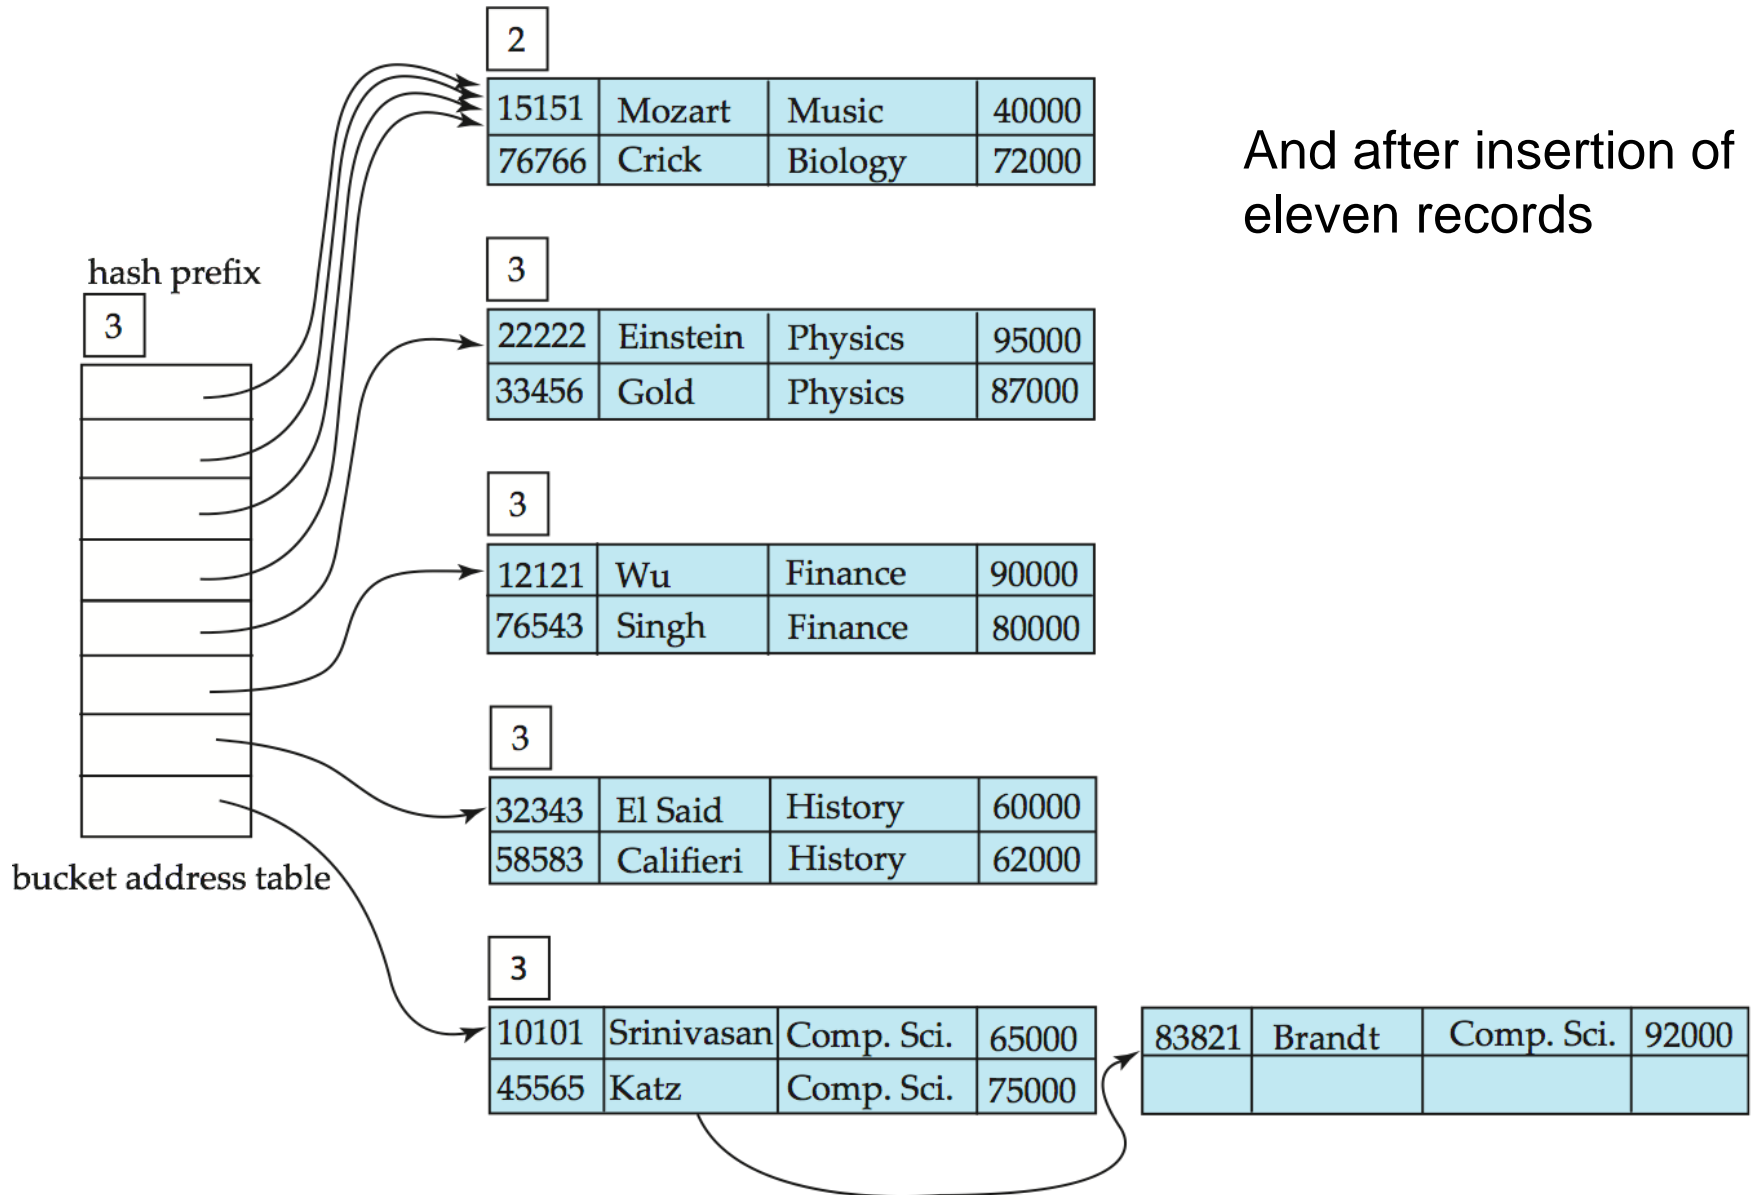 2
15151 Mozart Music 40000
76766 Crick Biology 72000
And after insertion of
eleven records
hash prefix
3
3
22222 Einstein Physics 95000
33456 Gold Physics 87000
3
12121 Wu Finance 90000
76543 Singh Finance 80000
3
32343 El Said History 60000
58583 Califieri History 62000
bucket address table
3
10101 Srinivasan Comp. Sci. 65000
45565 Katz Comp. Sci. 75000
83821 Brandt Comp. Sci. 92000